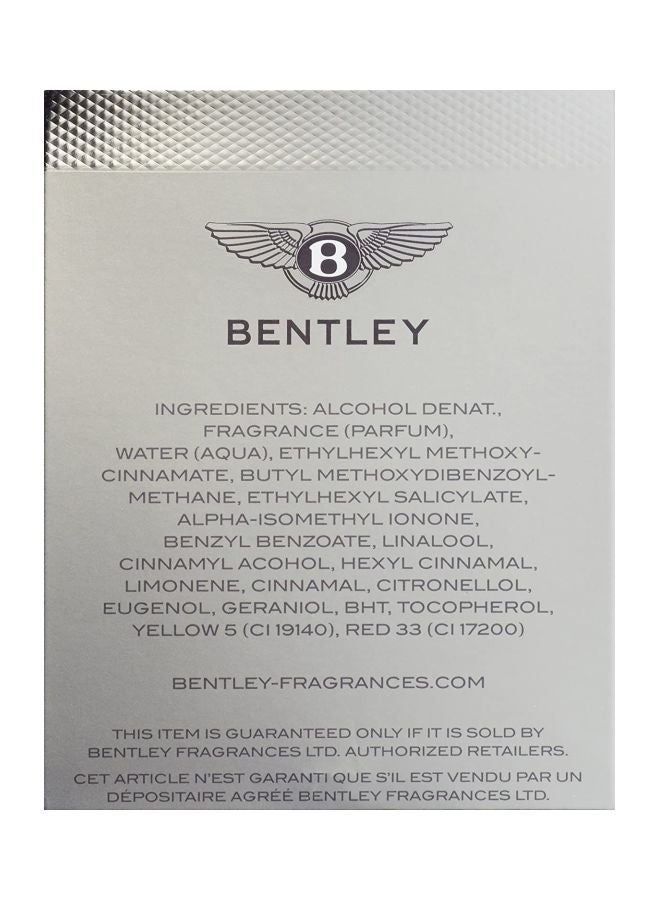 B
BENTLEY
INGREDIENTS: ALCOHOL DENAT.,
FRAGRANCE (PARFUM),
WATER (AQUA), ETHYLHEXYL METHOXY-
CINNAMATE, BUTYL METHOXYDIBENZOYL-
METHANE, ETHYLHEXYL SALICYLATE,
ALPHA-ISOMETHYL IONONE,
BENZYL BENZOATE, LINALOOL,
CINNAMYL ACOHOL, HEXYL CINNAMAL,
LIMONENE, CINNAMAL, CITRONELLOL,
EUGENOL, GERANIOL, BHT, TOCOPHEROL,
YELLOW 5 (CI 19140), RED 33 (CI 17200)
BENTLEY-FRAGRANCES.COM
THIS ITEM IS GUARANTEED ONLY IF IT IS SOLD BY
BENTLEY FRAGRANCES LTD. AUTHORIZED RETAILERS.
CET ARTICLE N'EST GARANTI QUE S'IL EST VENDU PAR UN
DÉPOSITAIRE AGRÉÉ BENTLEY FRAGRANCES LTD.